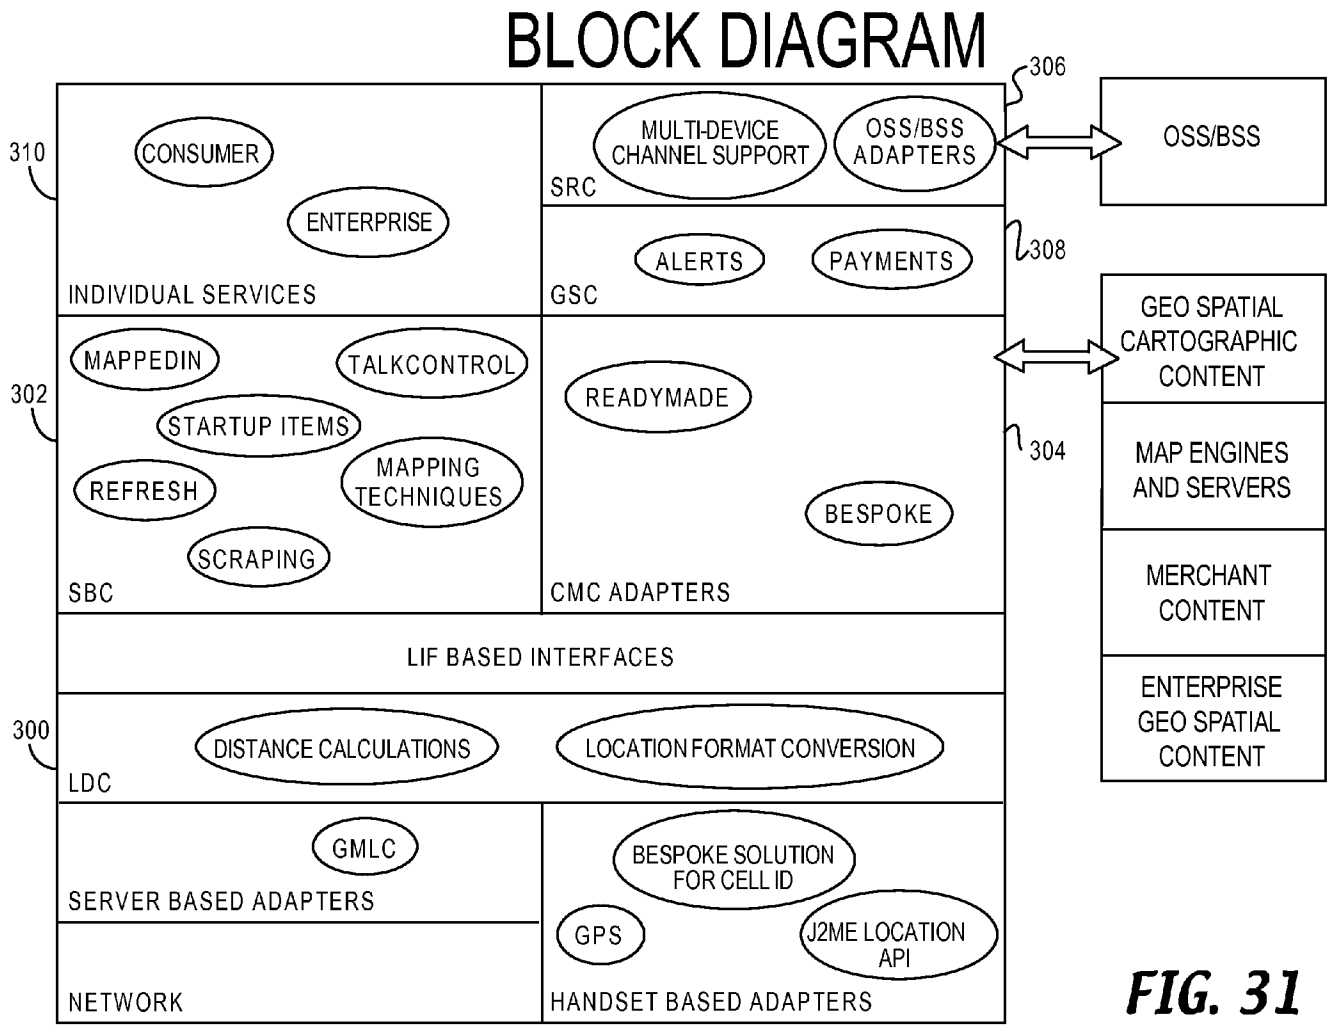 BLOCK DIAGRAM
306
310
CONSUMER
ENTERPRISE
INDIVIDUAL SERVICES
MULTI-DEVICE
CHANNEL SUPPORT
OSS/BSS
ADAPTERS
SRC
OSS/BSS
308
ALERTS
PAYMENTS
GSC
302
MAPPEDIN
TALKCONTROL
STARTUP ITEMS
REFRESH
MAPPING
TECHNIQUES
SCRAPING
SBC
READYMADE
BESPOKE
CMC ADAPTERS
304
GEO SPATIAL
CARTOGRAPHIC
CONTENT
MAP ENGINES
AND SERVERS
MERCHANT
CONTENT
ENTERPRISE
GEO SPATIAL
CONTENT
LIF BASED INTERFACES
300
DISTANCE CALCULATIONS
LOCATION FORMAT CONVERSION
LDC
GMLC
SERVER BASED ADAPTERS
NETWORK
BESPOKE SOLUTION
FOR CELL ID
GPS
J2ME LOCATION
API
HANDSET BASED ADAPTERS
FIG. 31